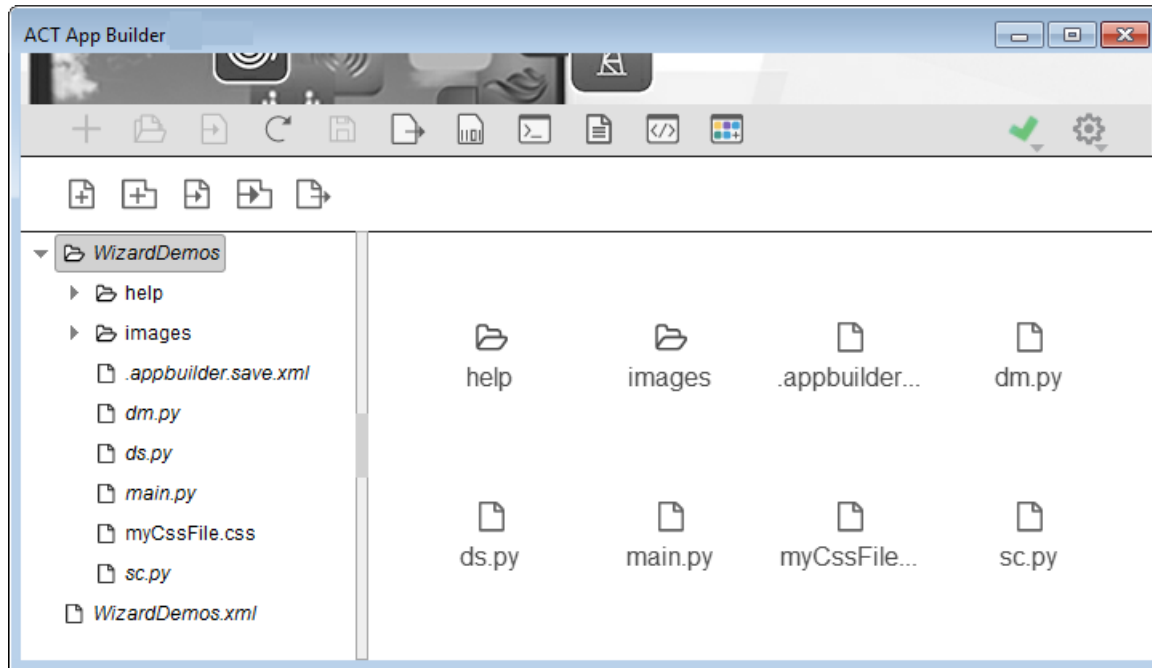 ACT App Builder
WizardDemos
help
images
.appbuilder.save.xml
dm.py
ds.py
main.py
myCssFile.css
sc.py
WizardDemos.xml
help images .appbuilder... dm.py
ds.py main.py myCssFile... sc.py